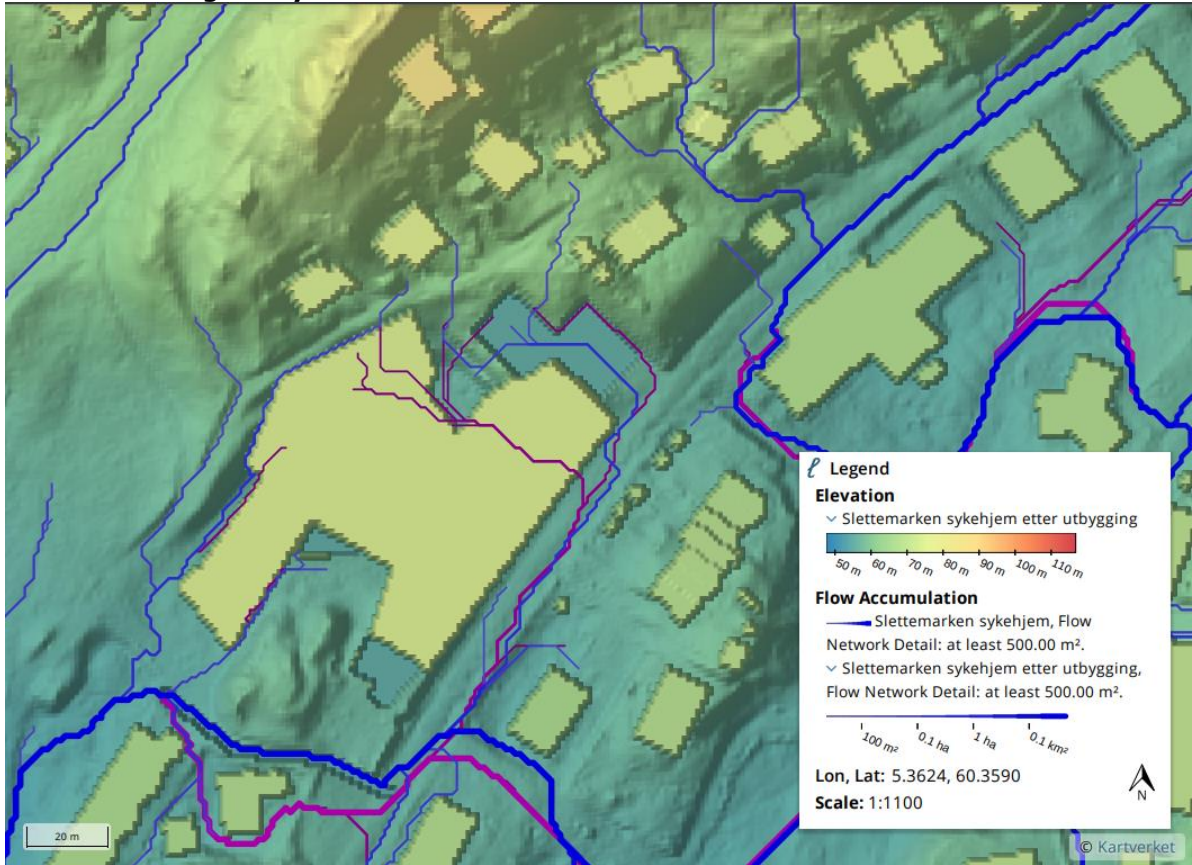 Legend
Elevation
Slettemarken sykehjem etter utbygging
50 m 60 m 70 m 80 m 90 m 100 m 110 m
Flow Accumulation
Slettemarken sykehjem, Flow
Network Detail: at least 500.00 m².
Slettemarken sykehjem etter utbygging,
Flow Network Detail: at least 500.00 m².
100 m² 0.1 ha 1 ha 0.1 km²
Lon, Lat: 5.3624, 60.3590
Scale: 1:1100
N
20 m
© Kartverket